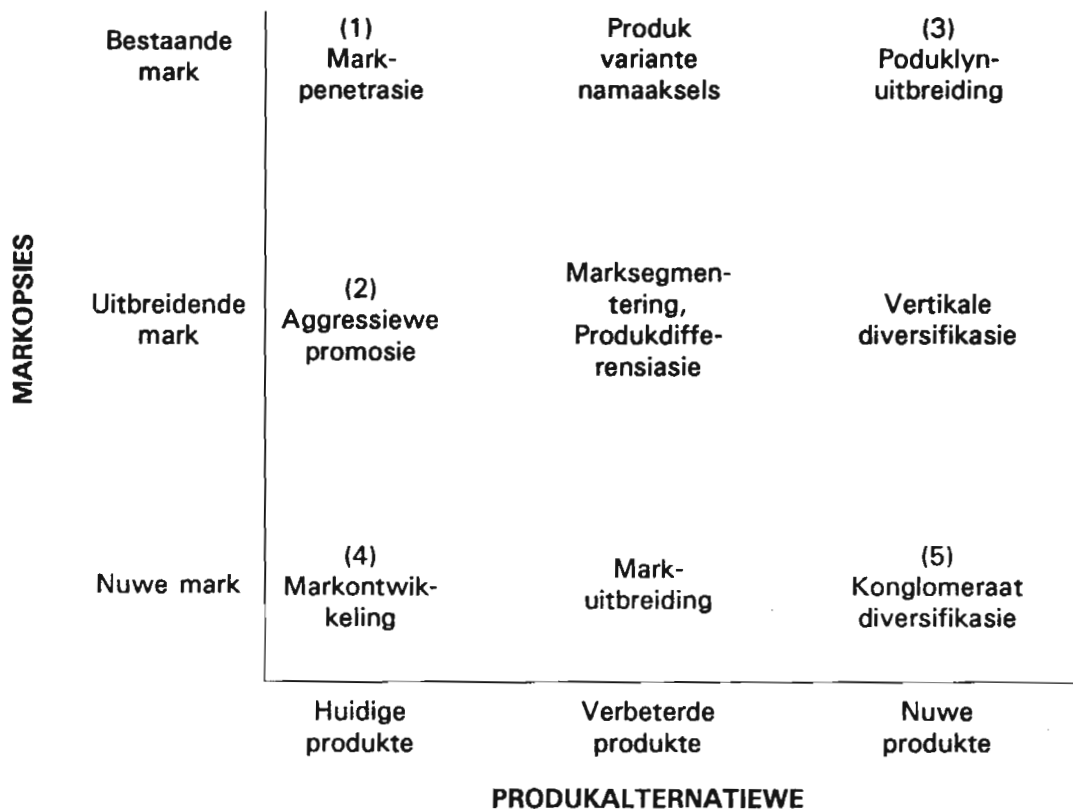 MARKOPSIES
Bestaande
mark
(1)
Mark-
penetrasie
Produk
variante
namaaksels
(3)
Poduklyn-
uitbreiding
Uitbreidende
mark
(2)
Aggressiewe
promosie
Marksegmen-
tering,
Produkdiffe-
rensiasie
Vertikale
diversifikasie
Nuwe mark
(4)
Markontwik-
keling
Mark-
uitbreiding
(5)
Konglomeraat
diversifikasie
Huidige
produkte
Verbeterde
produkte
Nuwe
produkte
PRODUKALTERNATIEWE